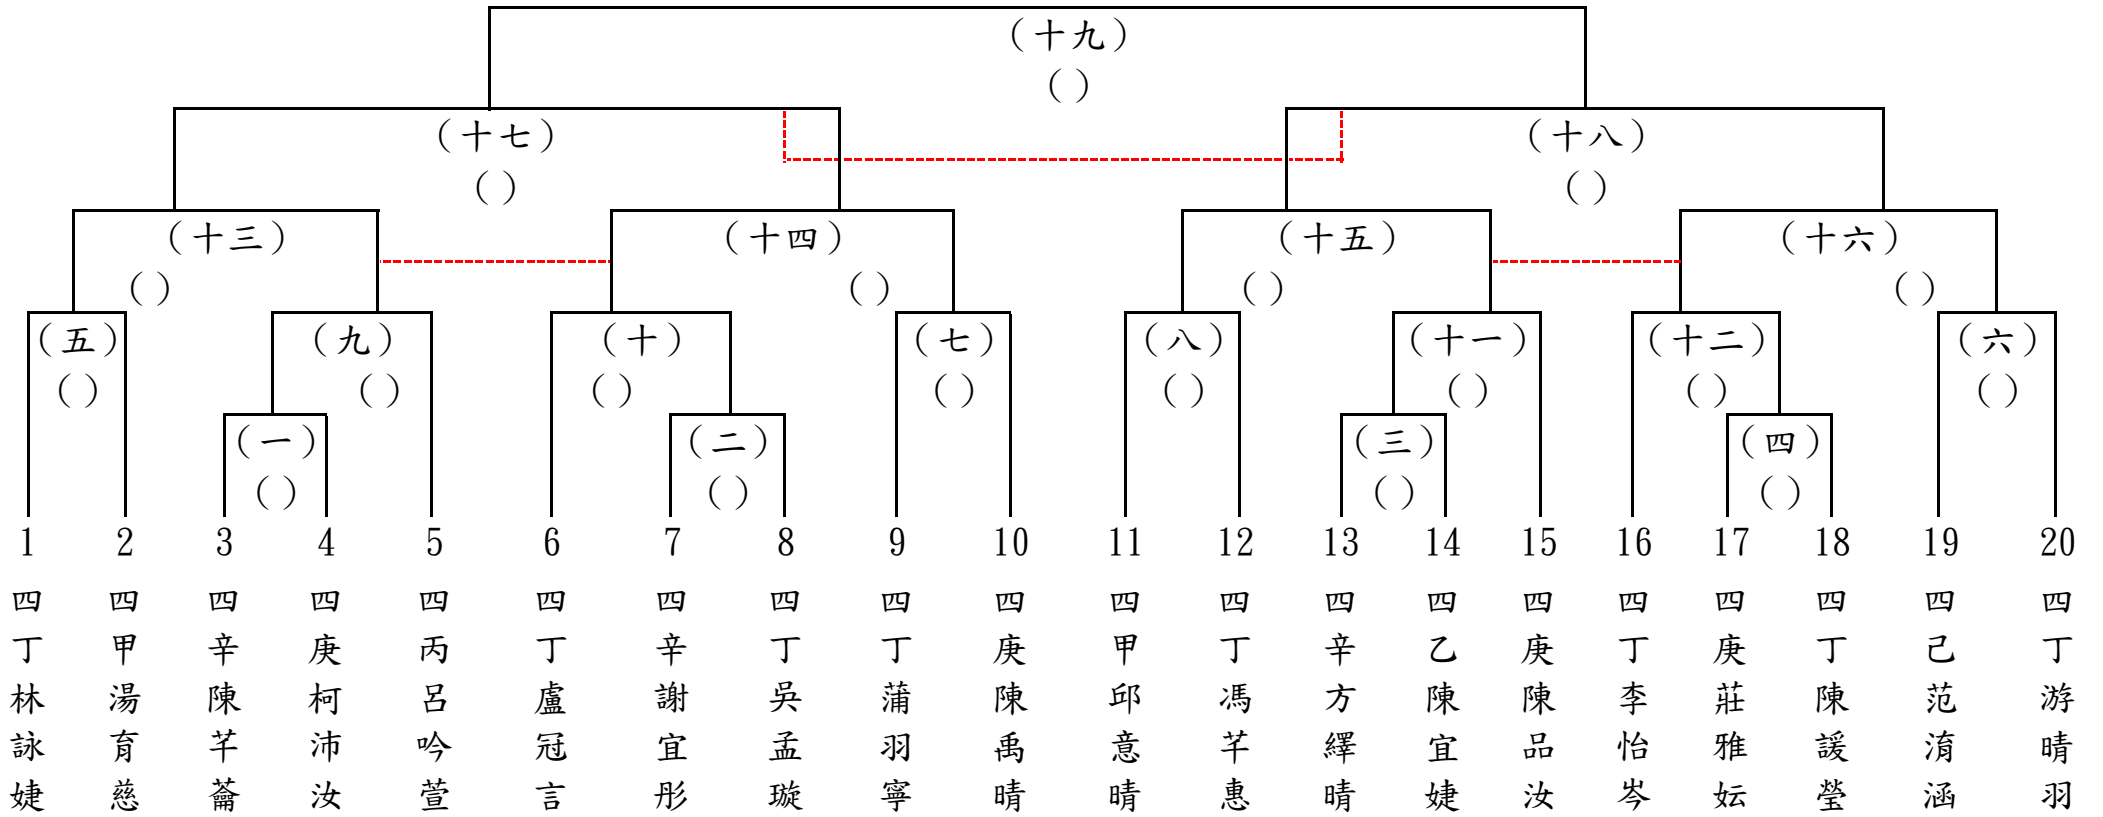 （十九）
（）
（十七） （十八）
（） （）
（十三） （十四） （十五） （十六）
（） （） （） （）
（五） （九） （十） （七） （八） （十一） （十二） （六）
（） （） （） （） （） （） （） （）
（一） （二） （三） （四）
（） （） （） （）
1 2 3 4 5 6 7 8 9 10 11 12 13 14 15 16 17 18 19 20
四丁林詠婕
四甲湯育慈
四辛陳芊蕎
四庚柯沛汝
四丙呂吟萱
四丁盧冠言
四辛謝宜彤
四丁吳孟璇
四丁蒲羽寧
四庚陳禹晴
四甲邱意晴
四丁馮芊惠
四辛方繹晴
四乙陳宜婕
四庚陳品汝
四丁李怡岑
四庚莊雅妘
四丁陳諼瑩
四己范淯涵
四丁游晴羽